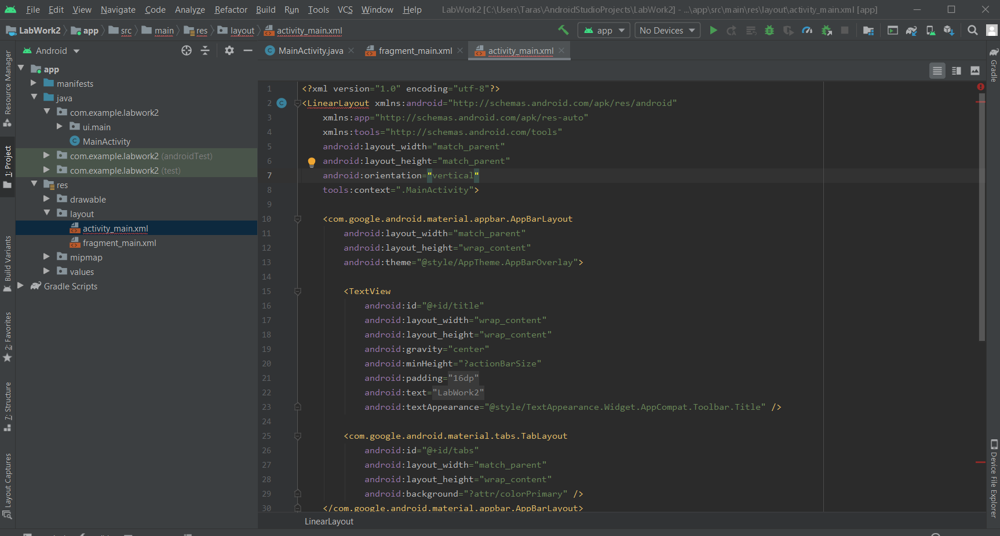 File Edit View Navigate Code Analyze Refactor Build Run Tools VCS Window Help LabWork2 [C:\Users\Taras\AndroidStudioProjects\LabWork2] - ...\app\src\main\res\layout\activity_main.xml [app]
LabWork2 app src main res layout activity_main.xml app No Devices
Android MainActivity.java fragment_main.xml activity_main.xml
Resource Manager
1: Project
Build Variants
2: Favorites
7: Structure
Layout Captures
app
manifests
java
com.example.labwork2
ui.main
MainActivity
com.example.labwork2 (androidTest)
com.example.labwork2 (test)
res
drawable
layout
activity_main.xml
fragment_main.xml
mipmap
values
Gradle Scripts
1 <?xml version="1.0" encoding="utf-8"?>
2 <LinearLayout xmlns:android="http://schemas.android.com/apk/res/android"
3 xmlns:app="http://schemas.android.com/apk/res-auto"
4 xmlns:tools="http://schemas.android.com/tools"
5 android:layout_width="match_parent"
6 android:layout_height="match_parent"
7 android:orientation="vertical"
8 tools:context=".MainActivity">
9
10 <com.google.android.material.appbar.AppBarLayout
11 android:layout_width="match_parent"
12 android:layout_height="wrap_content"
13 android:theme="@style/AppTheme.AppBarOverlay">
14
15 <TextView
16 android:id="@+id/title"
17 android:layout_width="wrap_content"
18 android:layout_height="wrap_content"
19 android:gravity="center"
20 android:minHeight="?actionBarSize"
21 android:padding="16dp"
22 android:text="LabWork2"
23 android:textAppearance="@style/TextAppearance.Widget.AppCompat.Toolbar.Title" />
24
25 <com.google.android.material.tabs.TabLayout
26 android:id="@+id/tabs"
27 android:layout_width="match_parent"
28 android:layout_height="wrap_content"
29 android:background="?attr/colorPrimary" />
30 </com.google.android.material.appbar.AppBarLayout>
LinearLayout
Gradle
Device File Explorer